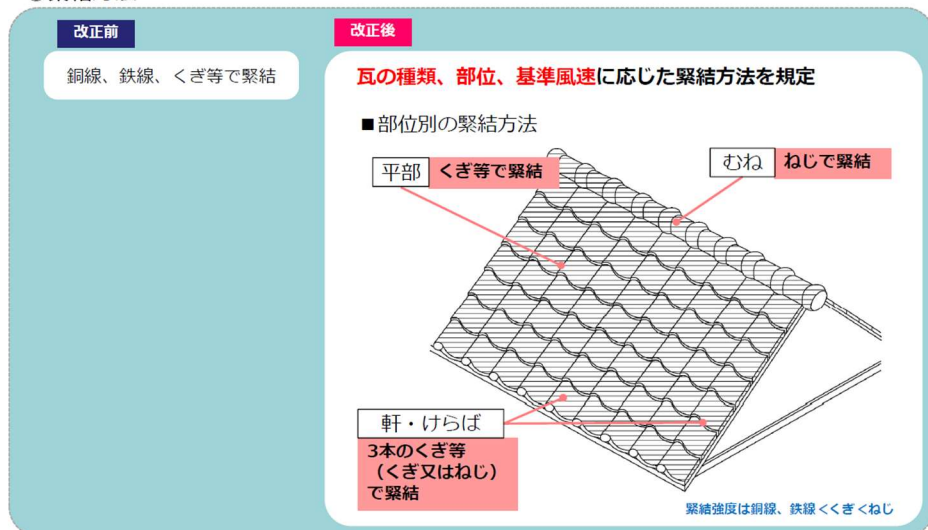 改正前
銅線、鉄線、くぎ等で緊結
改正後
瓦の種類、部位、基準風速に応じた緊結方法を規定
■部位別の緊結方法
平部 くぎ等で緊結
むね ねじで緊結
軒・けらば
3本のくぎ等
（くぎ又はねじ）
で緊結
緊結強度は銅線、鉄線<<くぎ<ねじ